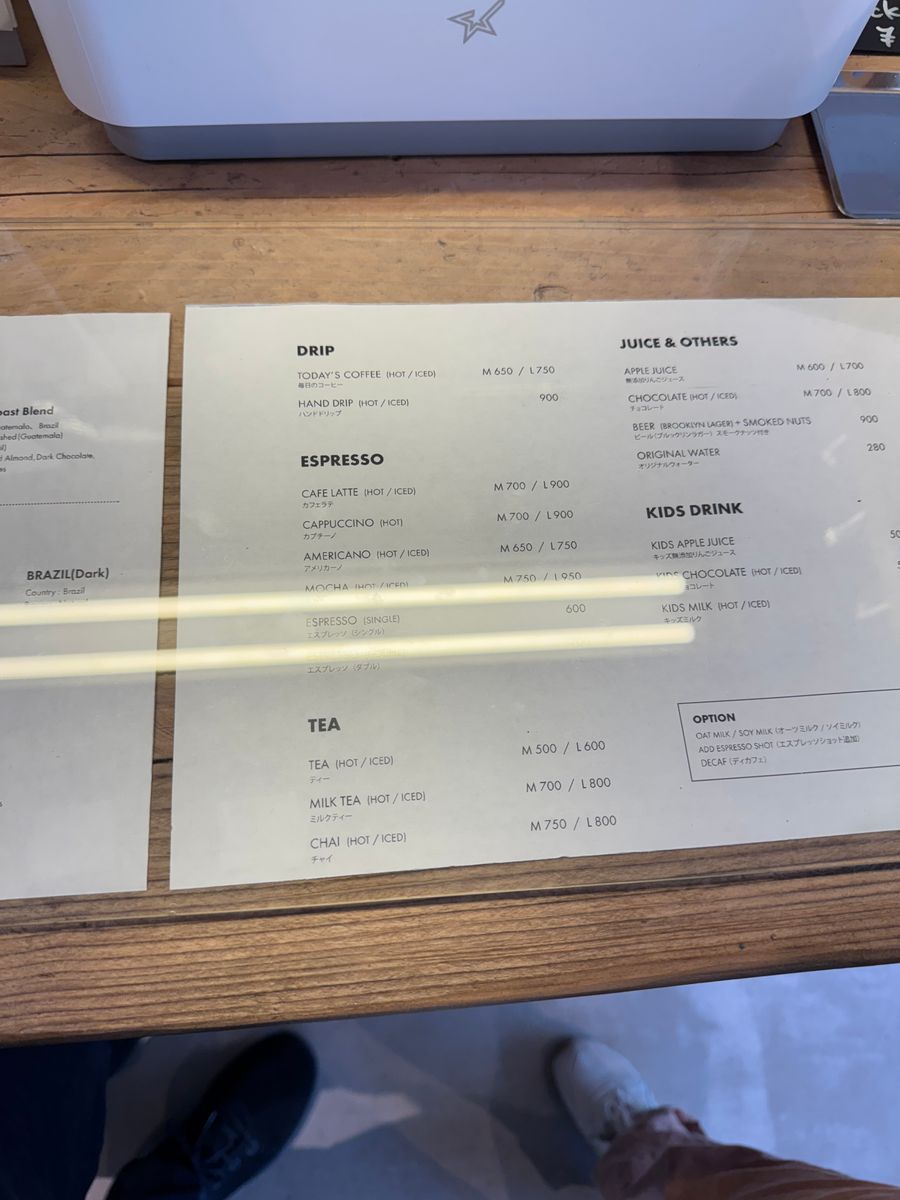 oast Blend
atemalo、Brazil
shed(Guatemala)
il)
d Almond, Dark Chocolate,
es
BRAZIL(Dark)
Country : Brazil
DRIP
TODAY'S COFFEE (HOT / ICED) M 650 / L 750
毎日のコーヒー
HAND DRIP (HOT / ICED) 900
ハンドドリップ
ESPRESSO
CAFE LATTE (HOT / ICED) M 700 / L 900
カフェラテ
CAPPUCCINO (HOT) M 700 / L 900
カプチーノ
AMERICANO (HOT / ICED) M 650 / L 750
アメリカーノ
MOCHA (HOT / ICED) M 750 / L 950
ESPRESSO (SINGLE) 600
エスプレッソ（シングル）
エスプレッソ（ダブル）
TEA
TEA (HOT / ICED) M 500 / L 600
ティー
MILK TEA (HOT / ICED) M 700 / L 800
ミルクティー
CHAI (HOT / ICED) M 750 / L 800
チャイ
JUICE & OTHERS
APPLE JUICE M 600 / L 700
無添加りんごジュース
CHOCOLATE (HOT / ICED) M 700 / L 800
チョコレート
BEER (BROOKLYN LAGER) + SMOKED NUTS 900
ビール（ブルックリンラガー）スモークナッツ付き
ORIGINAL WATER 280
オリジナルウォーター
KIDS DRINK
KIDS APPLE JUICE 50
キッズ無添加りんごジュース
KIDS CHOCOLATE (HOT / ICED) 5
コレート
KIDS MILK (HOT / ICED)
キッズミルク
OPTION
OAT MILK / SOY MILK（オーツミルク / ソイミルク）
ADD ESPRESSO SHOT（エスプレッソショット追加）
DECAF（ディカフェ）